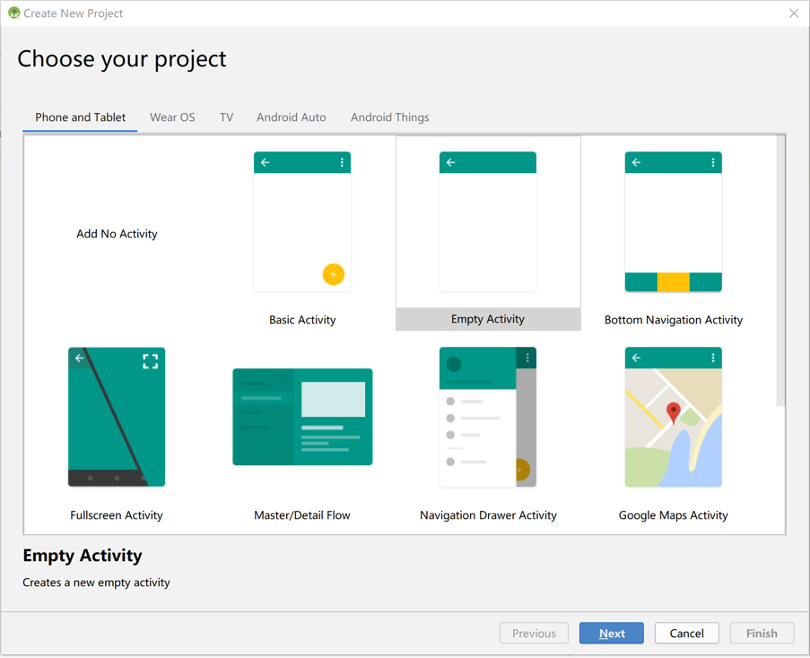 Create New Project
Choose your project
Phone and Tablet
Wear OS
TV
Android Auto
Android Things
Add No Activity
Basic Activity
Empty Activity
Bottom Navigation Activity
Fullscreen Activity
Master/Detail Flow
Navigation Drawer Activity
Google Maps Activity
Empty Activity
Creates a new empty activity
Previous
Next
Cancel
Finish